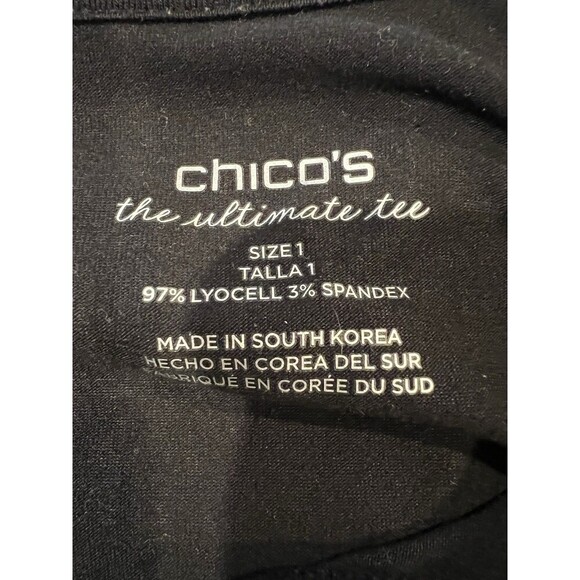 chico's
the ultimate tee
SIZE 1
TALLA 1
97% LYOCELL 3% SPANDEX
MADE IN SOUTH KOREA
HECHO EN COREA DEL SUR
FABRIQUÉ EN CORÉE DU SUD